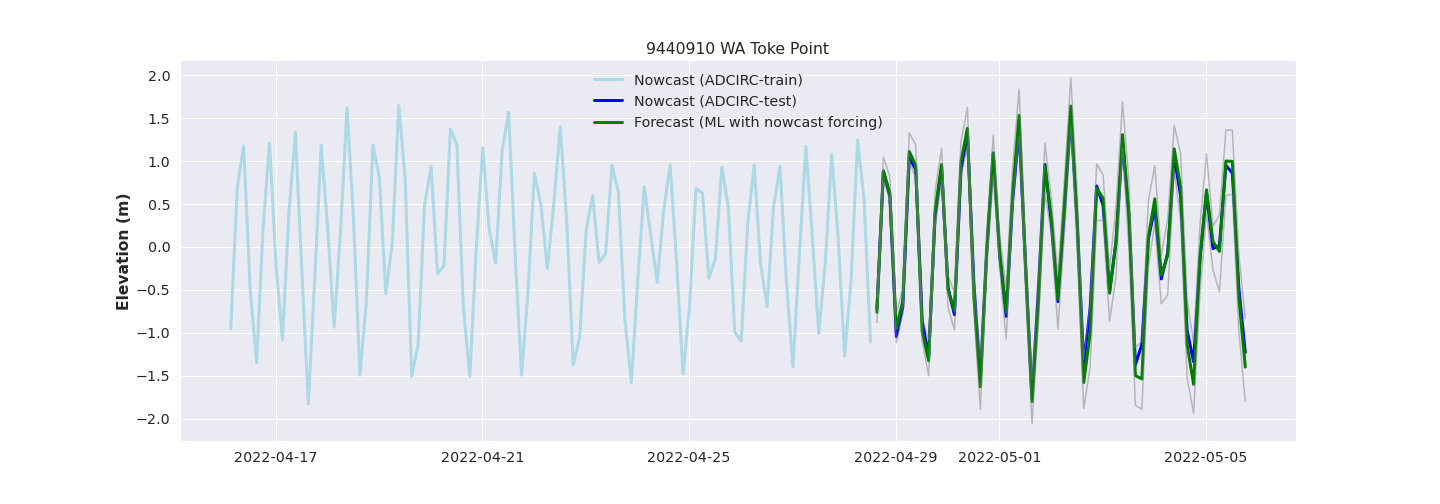 9440910 WA Toke Point
Nowcast (ADCIRC-train)
Nowcast (ADCIRC-test)
Forecast (ML with nowcast forcing)
Elevation (m)
2.0
1.5
1.0
0.5
0.0
−0.5
−1.0
−1.5
−2.0
2022-04-17 2022-04-21 2022-04-25 2022-04-29 2022-05-01 2022-05-05